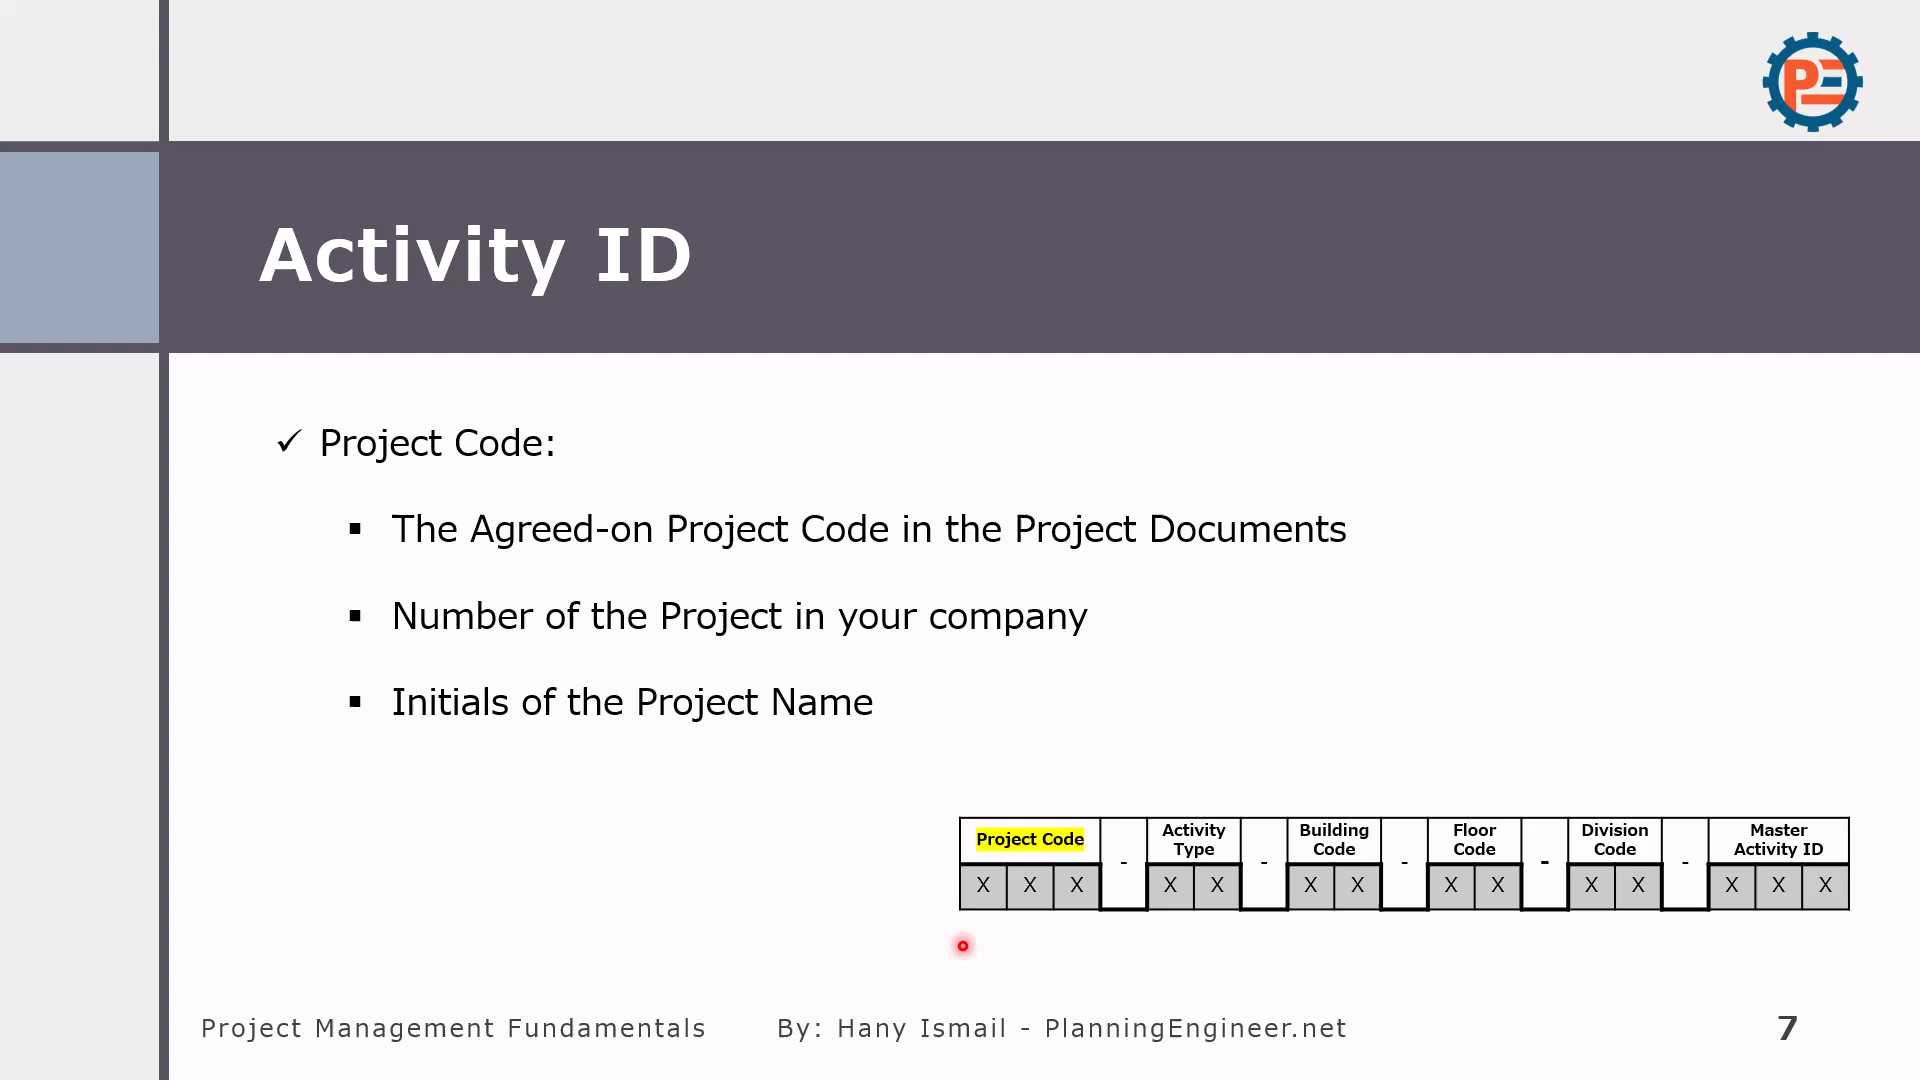 PE
Activity ID
✓ Project Code:
▪ The Agreed-on Project Code in the Project Documents
▪ Number of the Project in your company
▪ Initials of the Project Name
Project Code - Activity Type - Building Code - Floor Code - Division Code - Master Activity ID
X X X X X X X X X X X X X X
Project Management Fundamentals By: Hany Ismail - PlanningEngineer.net 7